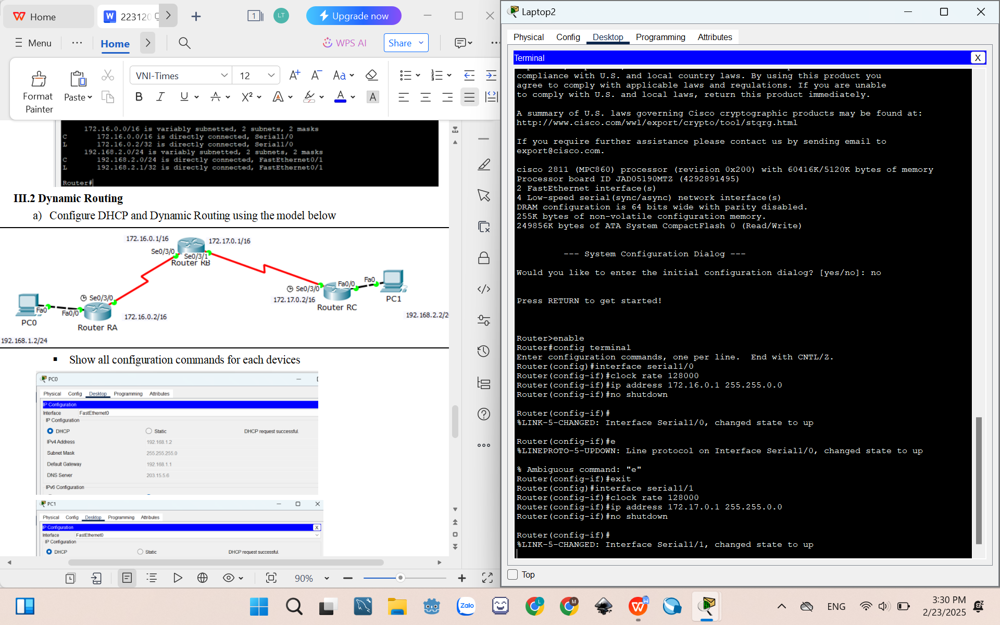 Home
223120
1
LT
Upgrade now
Menu
Home
WPS AI
Share
Format
Painter
Paste
VNI-Times
12
172.16.0.0/16 is variably subnetted, 2 subnets, 2 masks
C 172.16.0.0/16 is directly connected, Serial1/0
L 172.16.0.2/32 is directly connected, Serial1/0
192.168.2.0/24 is variably subnetted, 2 subnets, 2 masks
C 192.168.2.0/24 is directly connected, FastEthernet0/1
L 192.168.2.1/32 is directly connected, FastEthernet0/1
Router#
III.2 Dynamic Routing
a) Configure DHCP and Dynamic Routing using the model below
172.16.0.1/16
172.17.0.1/16
Se0/3/0
Se0/3/1
Router RB
Se0/3/0
Fa0/0
Fa0
172.17.0.2/16
PC1
Router RC
192.168.2.2/2
Se0/3/0
Fa0
Fa0/0
172.16.0.2/16
PC0
Router RA
192.168.1.2/24
Show all configuration commands for each devices
PC0
Physical Config Desktop Programming Attributes
IP Configuration
Interface FastEthernet0
IP Configuration
DHCP Static DHCP request successful.
IPv4 Address 192.168.1.2
Subnet Mask 255.255.255.0
Default Gateway 192.168.1.1
DNS Server 203.15.5.6
IPv6 Configuration
PC1
Physical Config Desktop Programming Attributes
IP Configuration X
Interface FastEthernet0
IP Configuration
DHCP Static DHCP request successful.
90%
Laptop2
Physical Config Desktop Programming Attributes
Terminal X
compliance with U.S. and local country laws. By using this product you
agree to comply with applicable laws and regulations. If you are unable
to comply with U.S. and local laws, return this product immediately.
A summary of U.S. laws governing Cisco cryptographic products may be found at:
http://www.cisco.com/wwl/export/crypto/tool/stqrg.html
If you require further assistance please contact us by sending email to
export@cisco.com.
cisco 2811 (MPC860) processor (revision 0x200) with 60416K/5120K bytes of memory
Processor board ID JAD05190MTZ (4292891495)
2 FastEthernet interface(s)
4 Low-speed serial(sync/async) network interface(s)
DRAM configuration is 64 bits wide with parity disabled.
255K bytes of non-volatile configuration memory.
249856K bytes of ATA System CompactFlash 0 (Read/Write)
--- System Configuration Dialog ---
Would you like to enter the initial configuration dialog? [yes/no]: no
Press RETURN to get started!
Router>enable
Router#config terminal
Enter configuration commands, one per line. End with CNTL/Z.
Router(config)#interface serial1/0
Router(config-if)#clock rate 128000
Router(config-if)#ip address 172.16.0.1 255.255.0.0
Router(config-if)#no shutdown
Router(config-if)#
%LINK-5-CHANGED: Interface Serial1/0, changed state to up
Router(config-if)#e
%LINEPROTO-5-UPDOWN: Line protocol on Interface Serial1/0, changed state to up
% Ambiguous command: "e"
Router(config-if)#exit
Router(config)#interface serial1/1
Router(config-if)#clock rate 128000
Router(config-if)#ip address 172.17.0.1 255.255.0.0
Router(config-if)#no shutdown
Router(config-if)#
%LINK-5-CHANGED: Interface Serial1/1, changed state to up
Top
Zalo
L
M
ENG
3:30 PM
2/23/2025